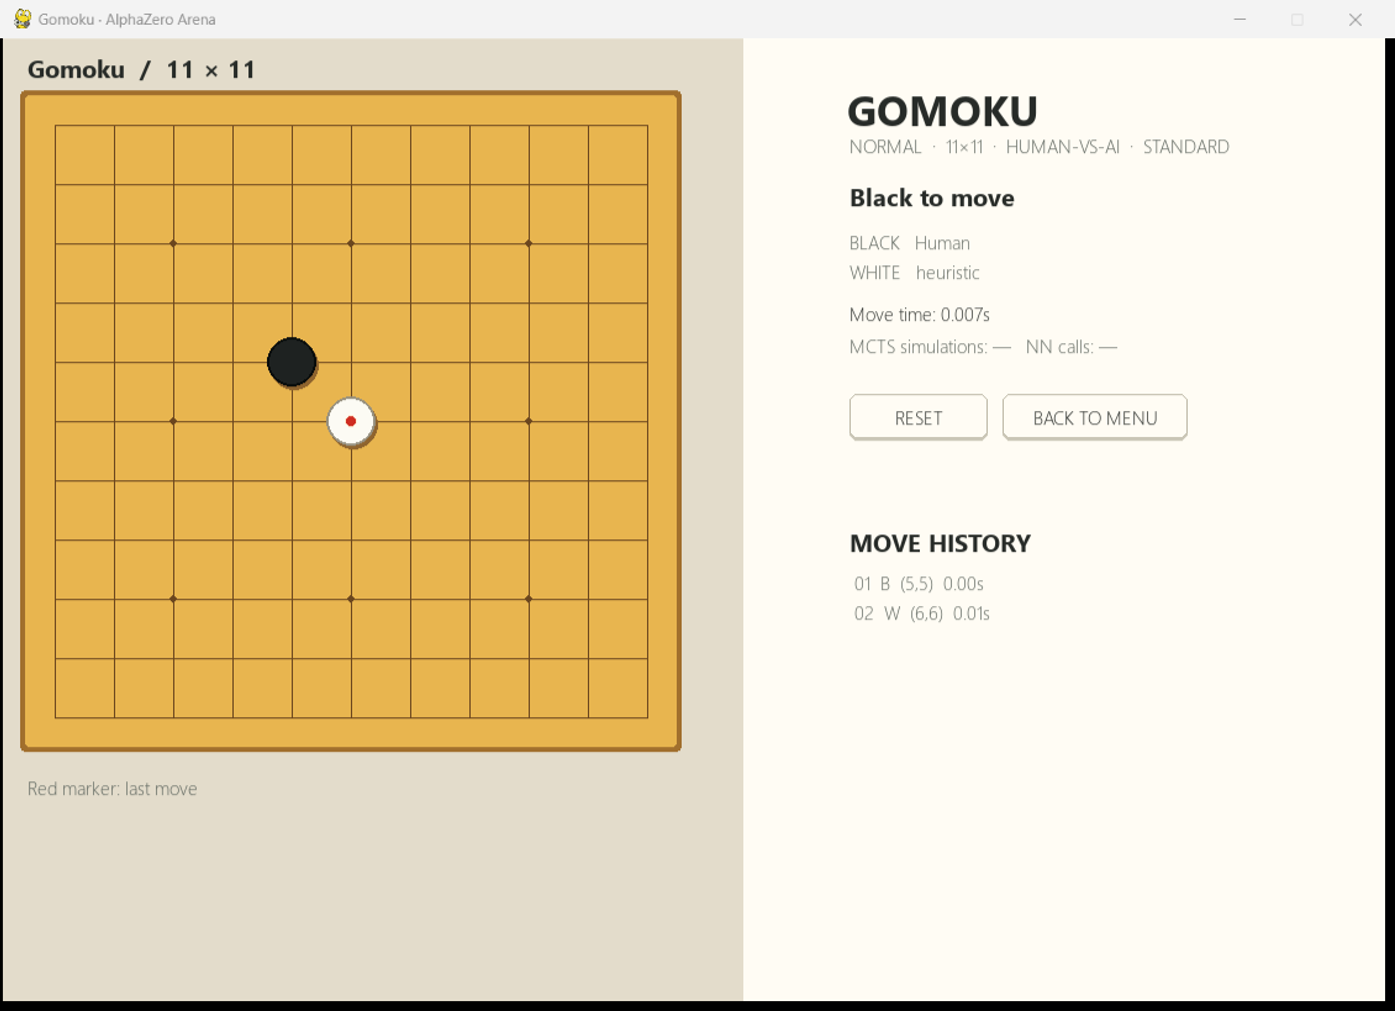 Gomoku · AlphaZero Arena
Gomoku / 11 × 11
GOMOKU
NORMAL · 11×11 · HUMAN-VS-AI · STANDARD
Black to move
BLACK Human
WHITE heuristic
Move time: 0.007s
MCTS simulations: — NN calls: —
RESET BACK TO MENU
MOVE HISTORY
01 B (5,5) 0.00s
02 W (6,6) 0.01s
Red marker: last move